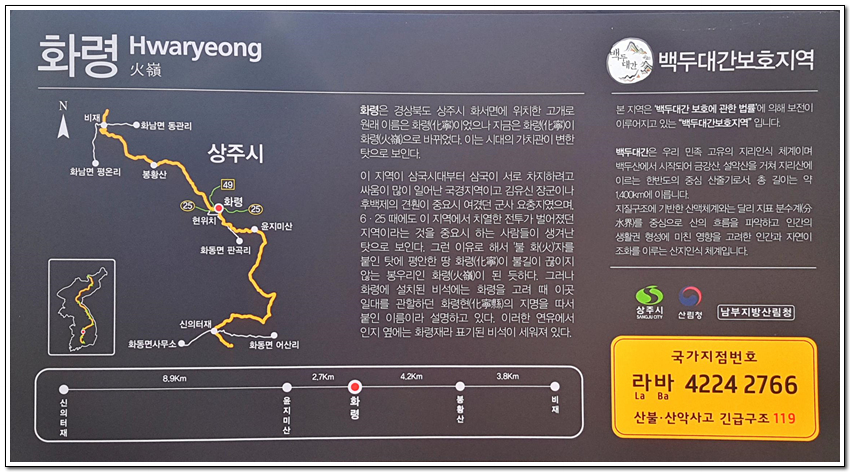 화령 Hwaryeong
火嶺
N
비재
화남면 동관리
화남면 평온리
봉황산
상주시
49
25
화령
25
현위치
윤지미산
화동면 판곡리
신의터재
화동면사무소
화동면 어산리
화령은 경상북도 상주시 화서면에 위치한 고개로
원래 이름은 화령(化寧)이었으나 지금은 화령(化寧)이
화령(火嶺)으로 바뀌었다. 이는 시대의 가치관이 변한
탓으로 보인다.
이 지역이 삼국시대부터 삼국이 서로 차지하려고
싸움이 많이 일어난 국경지역이고 김유신 장군이나
후백제의 견훤이 중요시 여겼던 군사 요충지였으며,
6·25 때에도 이 지역에서 치열한 전투가 벌어졌던
지역이라는 것을 중요시 하는 사람들이 생겨난
탓으로 보인다. 그런 이유로 해서 '불 화(火)'자를
붙인 탓에 평안한 땅 화령(化寧)이 불길이 끊이지
않는 봉우리인 화령(火嶺)이 된 듯하다. 그러나
화령에 설치된 비석에는 화령을 고려 때 이곳
일대를 관할하던 화령현(化寧縣)의 지명을 따서
붙인 이름이라 설명하고 있다. 이러한 연유에서
인지 옆에는 화령재라 표기된 비석이 세워져 있다.
8.9Km
2.7Km
4.2Km
3.8Km
신의터재
윤지미산
화령
봉황산
비재
백두대간
백두대간보호지역
본 지역은 '백두대간 보호에 관한 법률'에 의해 보전이
이루어지고 있는 "백두대간보호지역" 입니다.
백두대간은 우리 민족 고유의 지리인식 체계이며
백두산에서 시작되어 금강산, 설악산을 거쳐 지리산에
이르는 한반도의 중심 산줄기로서, 총 길이는 약
1,400km에 이릅니다.
지질구조에 기반한 산맥체계와는 달리 지표 분수계(分
水界)를 중심으로 산의 흐름을 파악하고 인간의
생활권 형성에 미친 영향을 고려한 인간과 자연이
조화를 이루는 산지인식 체계입니다.
상주시
SANGJU CITY
산림청
남부지방산림청
국가지점번호
라바 4224 2766
La Ba
산불·산악사고 긴급구조 119